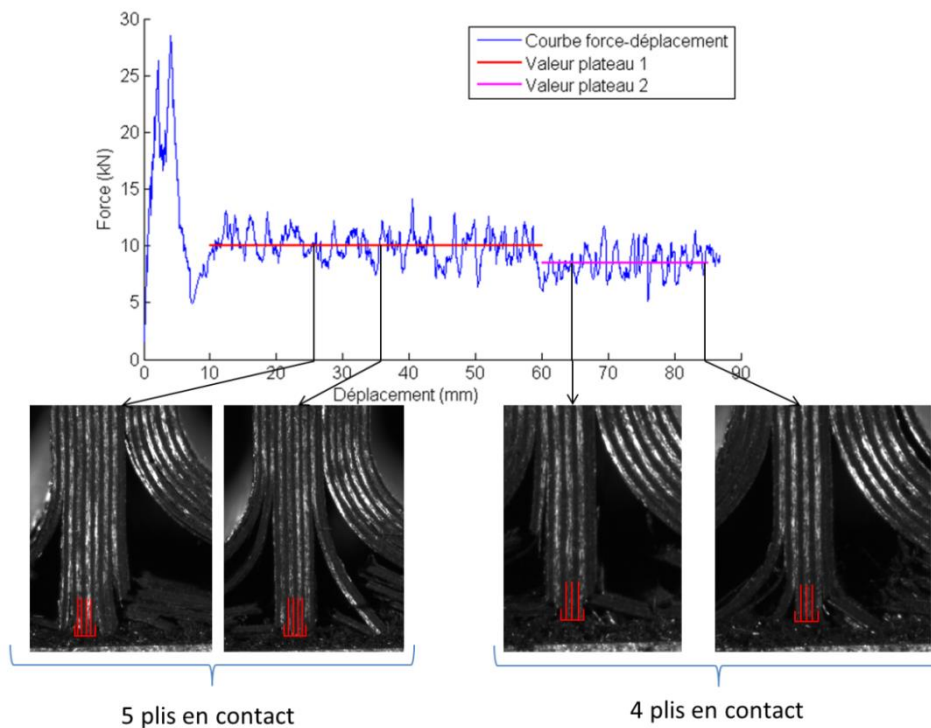 30
25
20
15
10
5
0
Force (kN)
Courbe force-déplacement
Valeur plateau 1
Valeur plateau 2
0 10 20 30 40 50 60 70 80 90
Déplacement (mm)
5 plis en contact
4 plis en contact